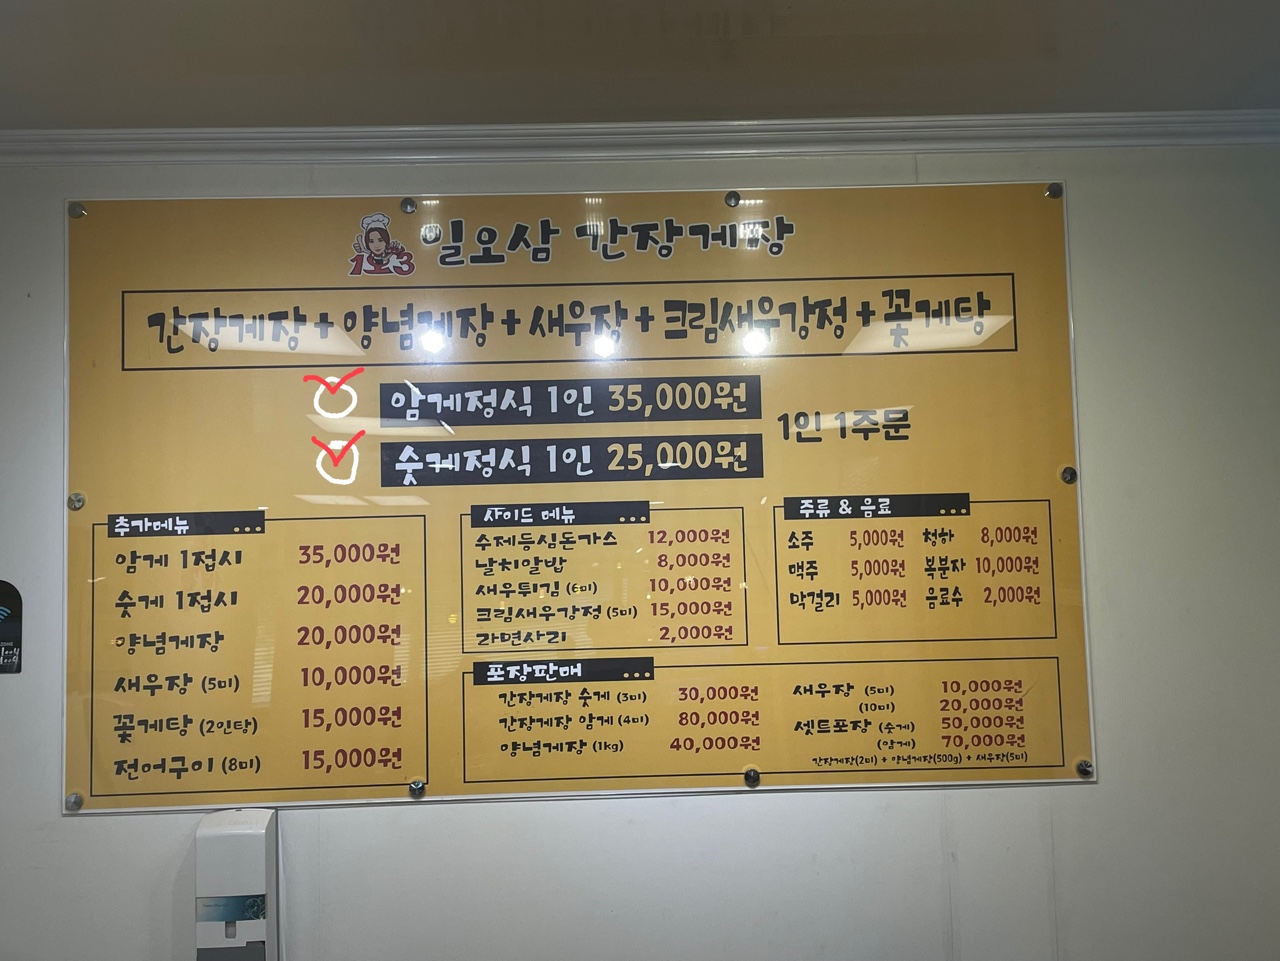 123
일오삼 간장게장
간장게장 + 양념게장 + 새우장 + 크림새우강정 + 꽃게탕
암게정식 1인 35,000원
숫게정식 1인 25,000원
1인 1주문
추가메뉴 ...
암게 1접시 35,000원
숫게 1접시 20,000원
양념게장 20,000원
새우장 (5미) 10,000원
꽃게탕 (2인탕) 15,000원
전어구이 (8미) 15,000원
사이드 메뉴 ...
수제등심돈가스 12,000원
날치알밥 8,000원
새우튀김 (6미) 10,000원
크림새우강정 (5미) 15,000원
라면사리 2,000원
주류 & 음료 ...
소주 5,000원 청하 8,000원
맥주 5,000원 복분자 10,000원
막걸리 5,000원 음료수 2,000원
포장판매 ...
간장게장 숫게 (3미) 30,000원
간장게장 암게 (4미) 80,000원
양념게장 (1kg) 40,000원
새우장 (5미) 10,000원
(10미) 20,000원
셋트포장 (숫게) 50,000원
(암게) 70,000원
간장게장(2미) + 양념게장(500g) + 새우장(5미)